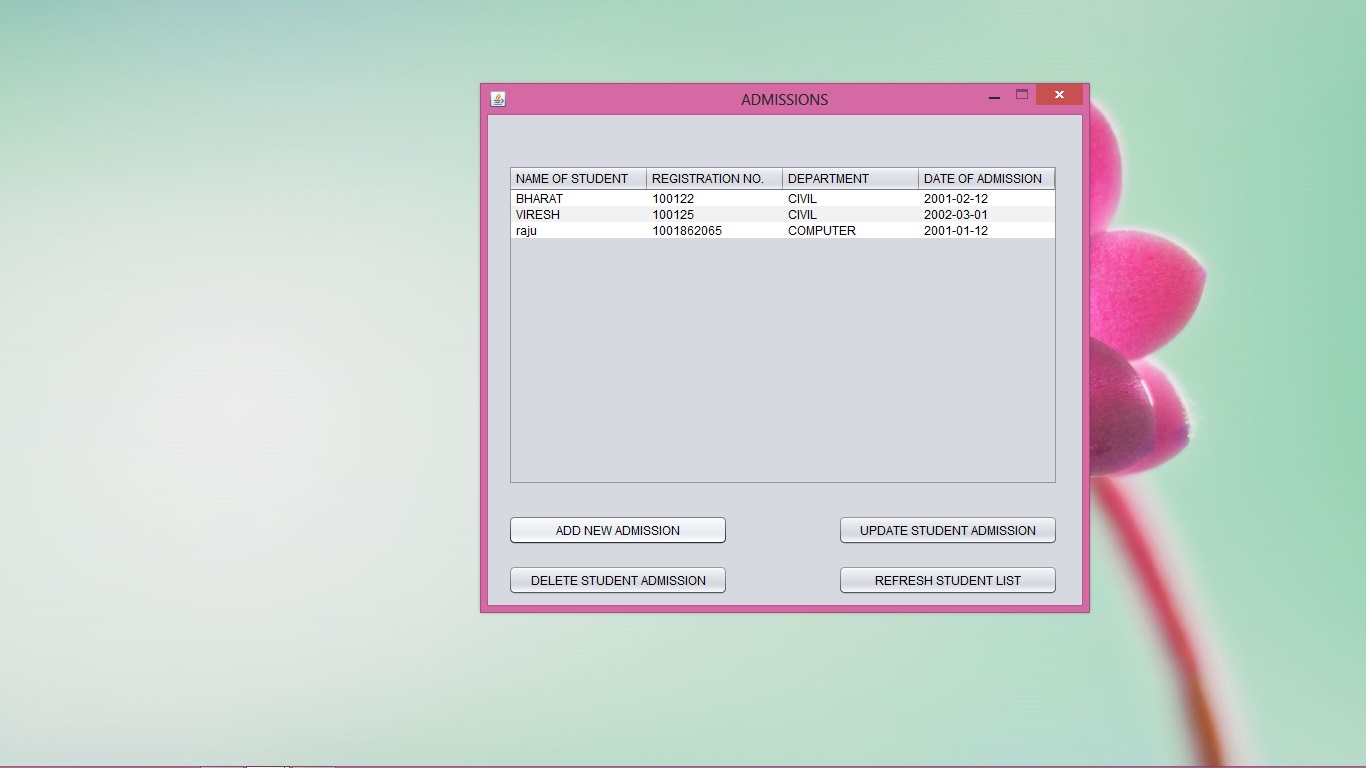 ADMISSIONS
NAME OF STUDENT REGISTRATION NO. DEPARTMENT DATE OF ADMISSION
BHARAT 100122 CIVIL 2001-02-12
VIRESH 100125 CIVIL 2002-03-01
raju 1001862065 COMPUTER 2001-01-12
ADD NEW ADMISSION UPDATE STUDENT ADMISSION
DELETE STUDENT ADMISSION REFRESH STUDENT LIST